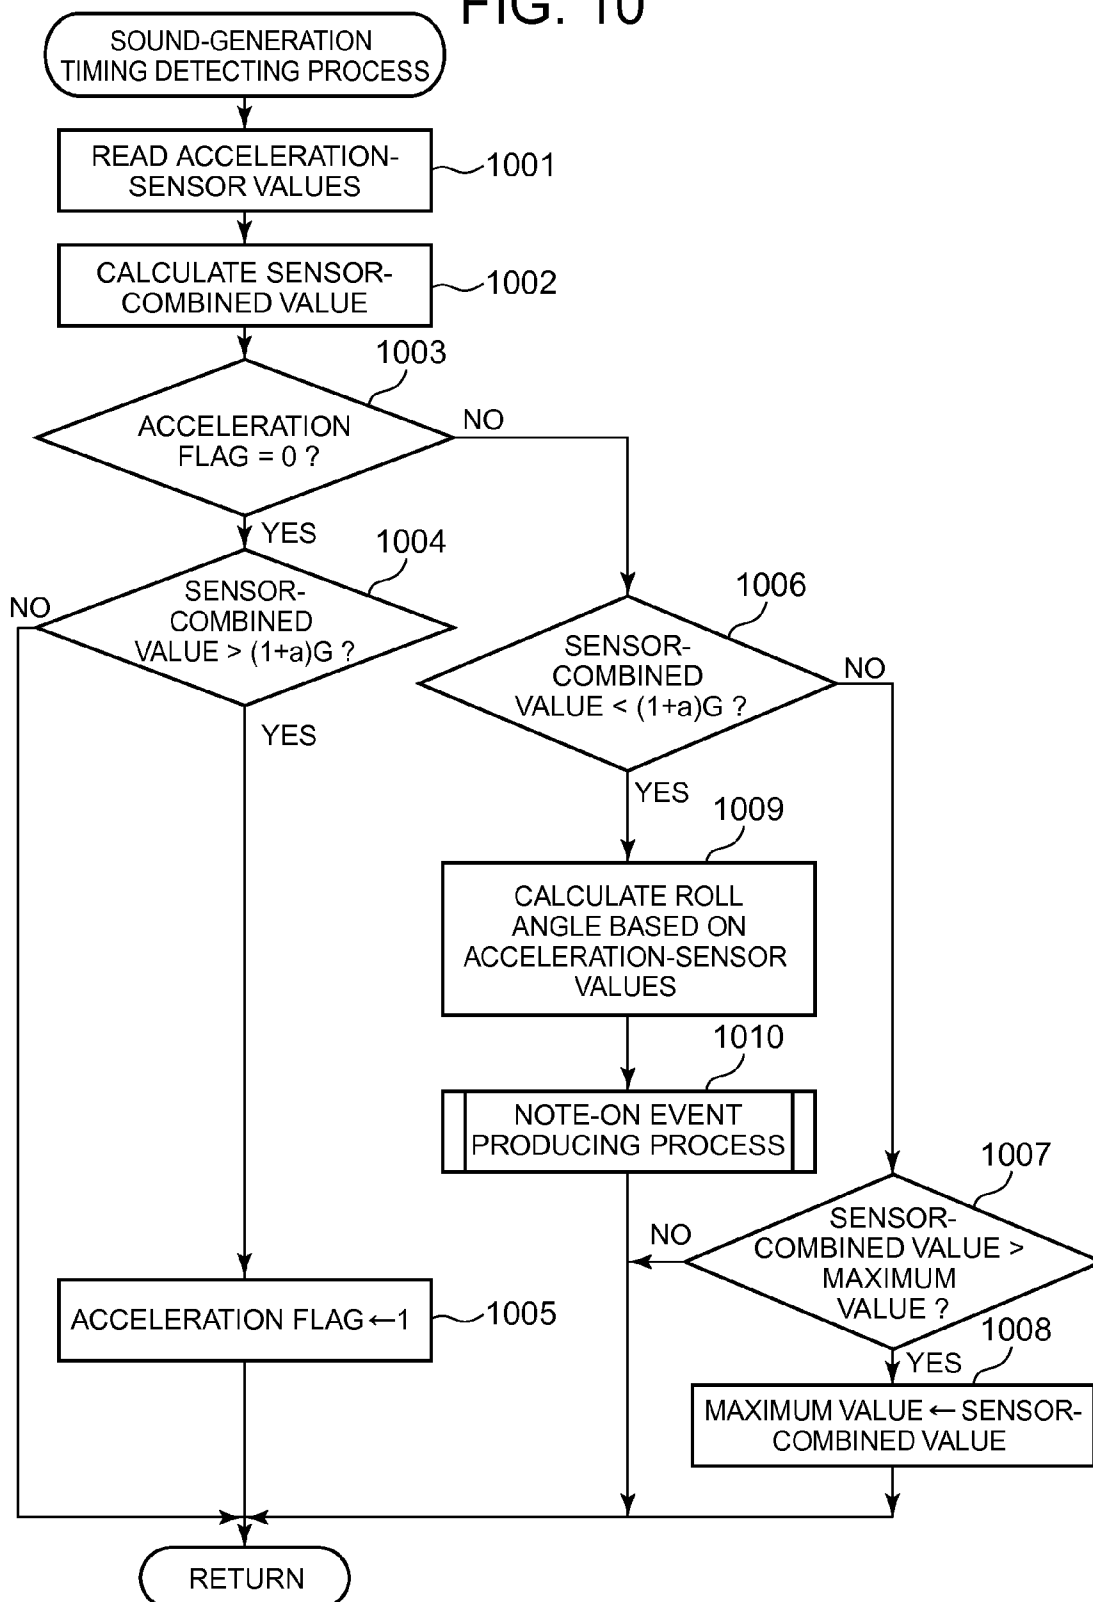 FIG. 10
SOUND-GENERATION
TIMING DETECTING PROCESS
READ ACCELERATION-
SENSOR VALUES
1001
CALCULATE SENSOR-
COMBINED VALUE
1002
1003
ACCELERATION
FLAG = 0 ?
NO
YES
1004
SENSOR-
COMBINED
VALUE > (1+a)G ?
NO
YES
1006
SENSOR-
COMBINED
VALUE < (1+a)G ?
NO
YES
1009
CALCULATE ROLL
ANGLE BASED ON
ACCELERATION-SENSOR
VALUES
1010
NOTE-ON EVENT
PRODUCING PROCESS
1007
SENSOR-
COMBINED VALUE >
MAXIMUM
VALUE ?
NO
YES
ACCELERATION FLAG ← 1
1005
1008
MAXIMUM VALUE ← SENSOR-
COMBINED VALUE
RETURN